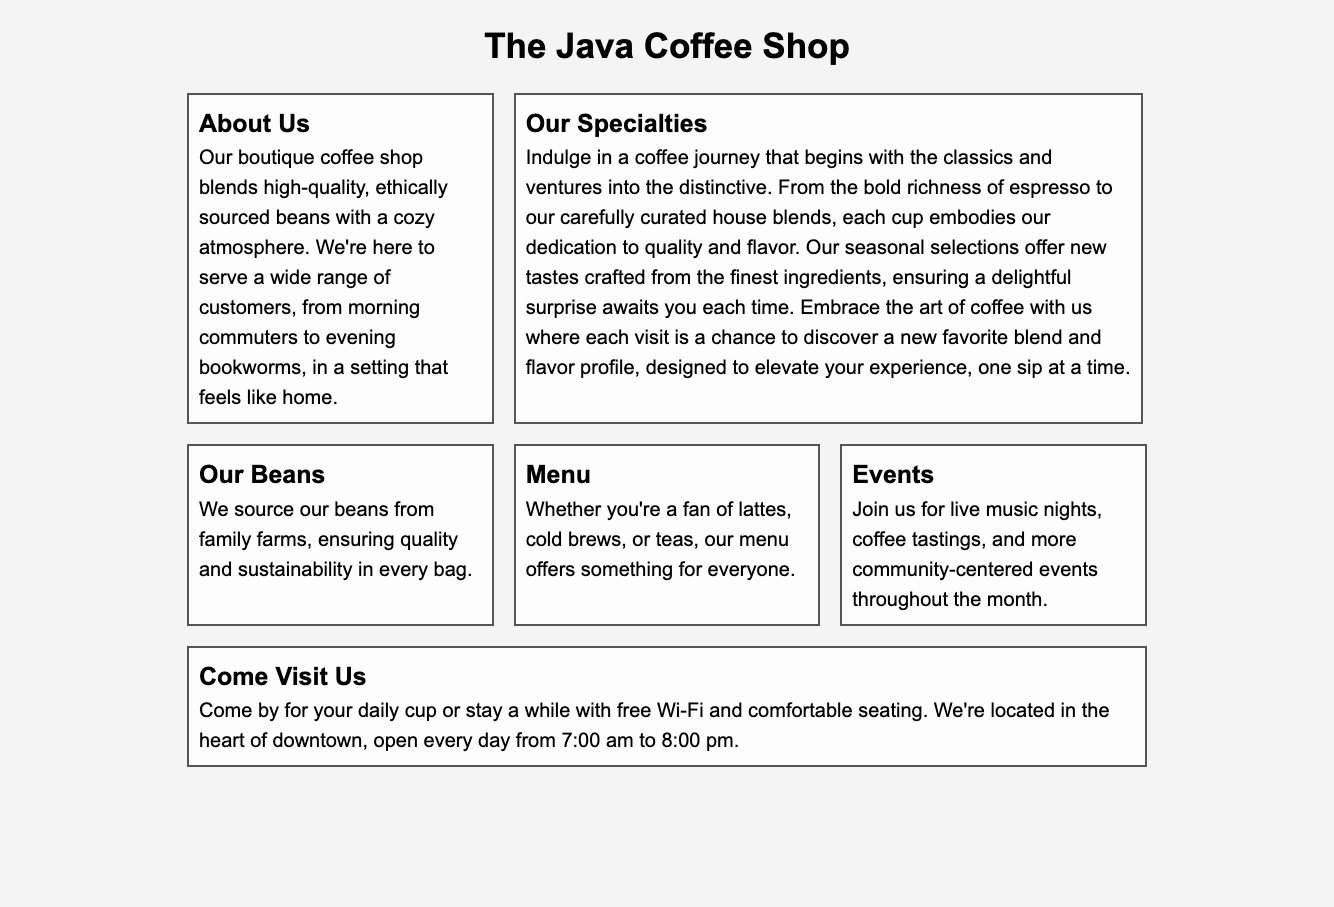 The Java Coffee Shop
About Us
Our boutique coffee shop
blends high-quality, ethically
sourced beans with a cozy
atmosphere. We're here to
serve a wide range of
customers, from morning
commuters to evening
bookworms, in a setting that
feels like home.
Our Specialties
Indulge in a coffee journey that begins with the classics and
ventures into the distinctive. From the bold richness of espresso to
our carefully curated house blends, each cup embodies our
dedication to quality and flavor. Our seasonal selections offer new
tastes crafted from the finest ingredients, ensuring a delightful
surprise awaits you each time. Embrace the art of coffee with us
where each visit is a chance to discover a new favorite blend and
flavor profile, designed to elevate your experience, one sip at a time.
Our Beans
We source our beans from
family farms, ensuring quality
and sustainability in every bag.
Menu
Whether you're a fan of lattes,
cold brews, or teas, our menu
offers something for everyone.
Events
Join us for live music nights,
coffee tastings, and more
community-centered events
throughout the month.
Come Visit Us
Come by for your daily cup or stay a while with free Wi-Fi and comfortable seating. We're located in the
heart of downtown, open every day from 7:00 am to 8:00 pm.